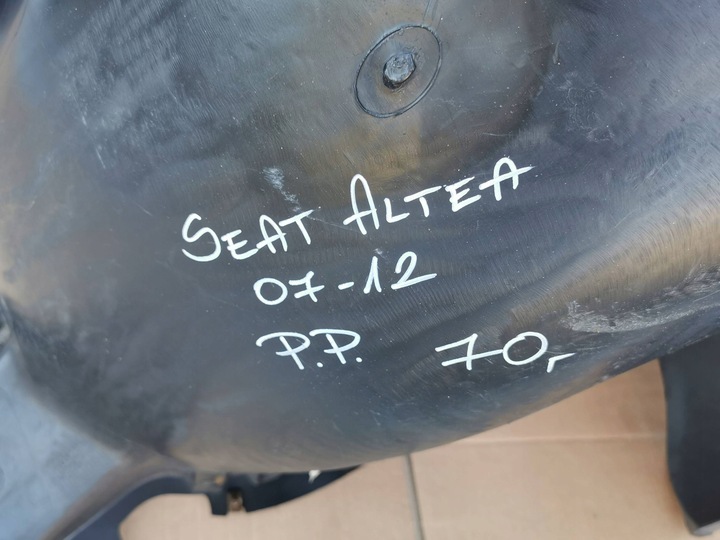 SEAT ALTEA
07-12
P.P. 70,-